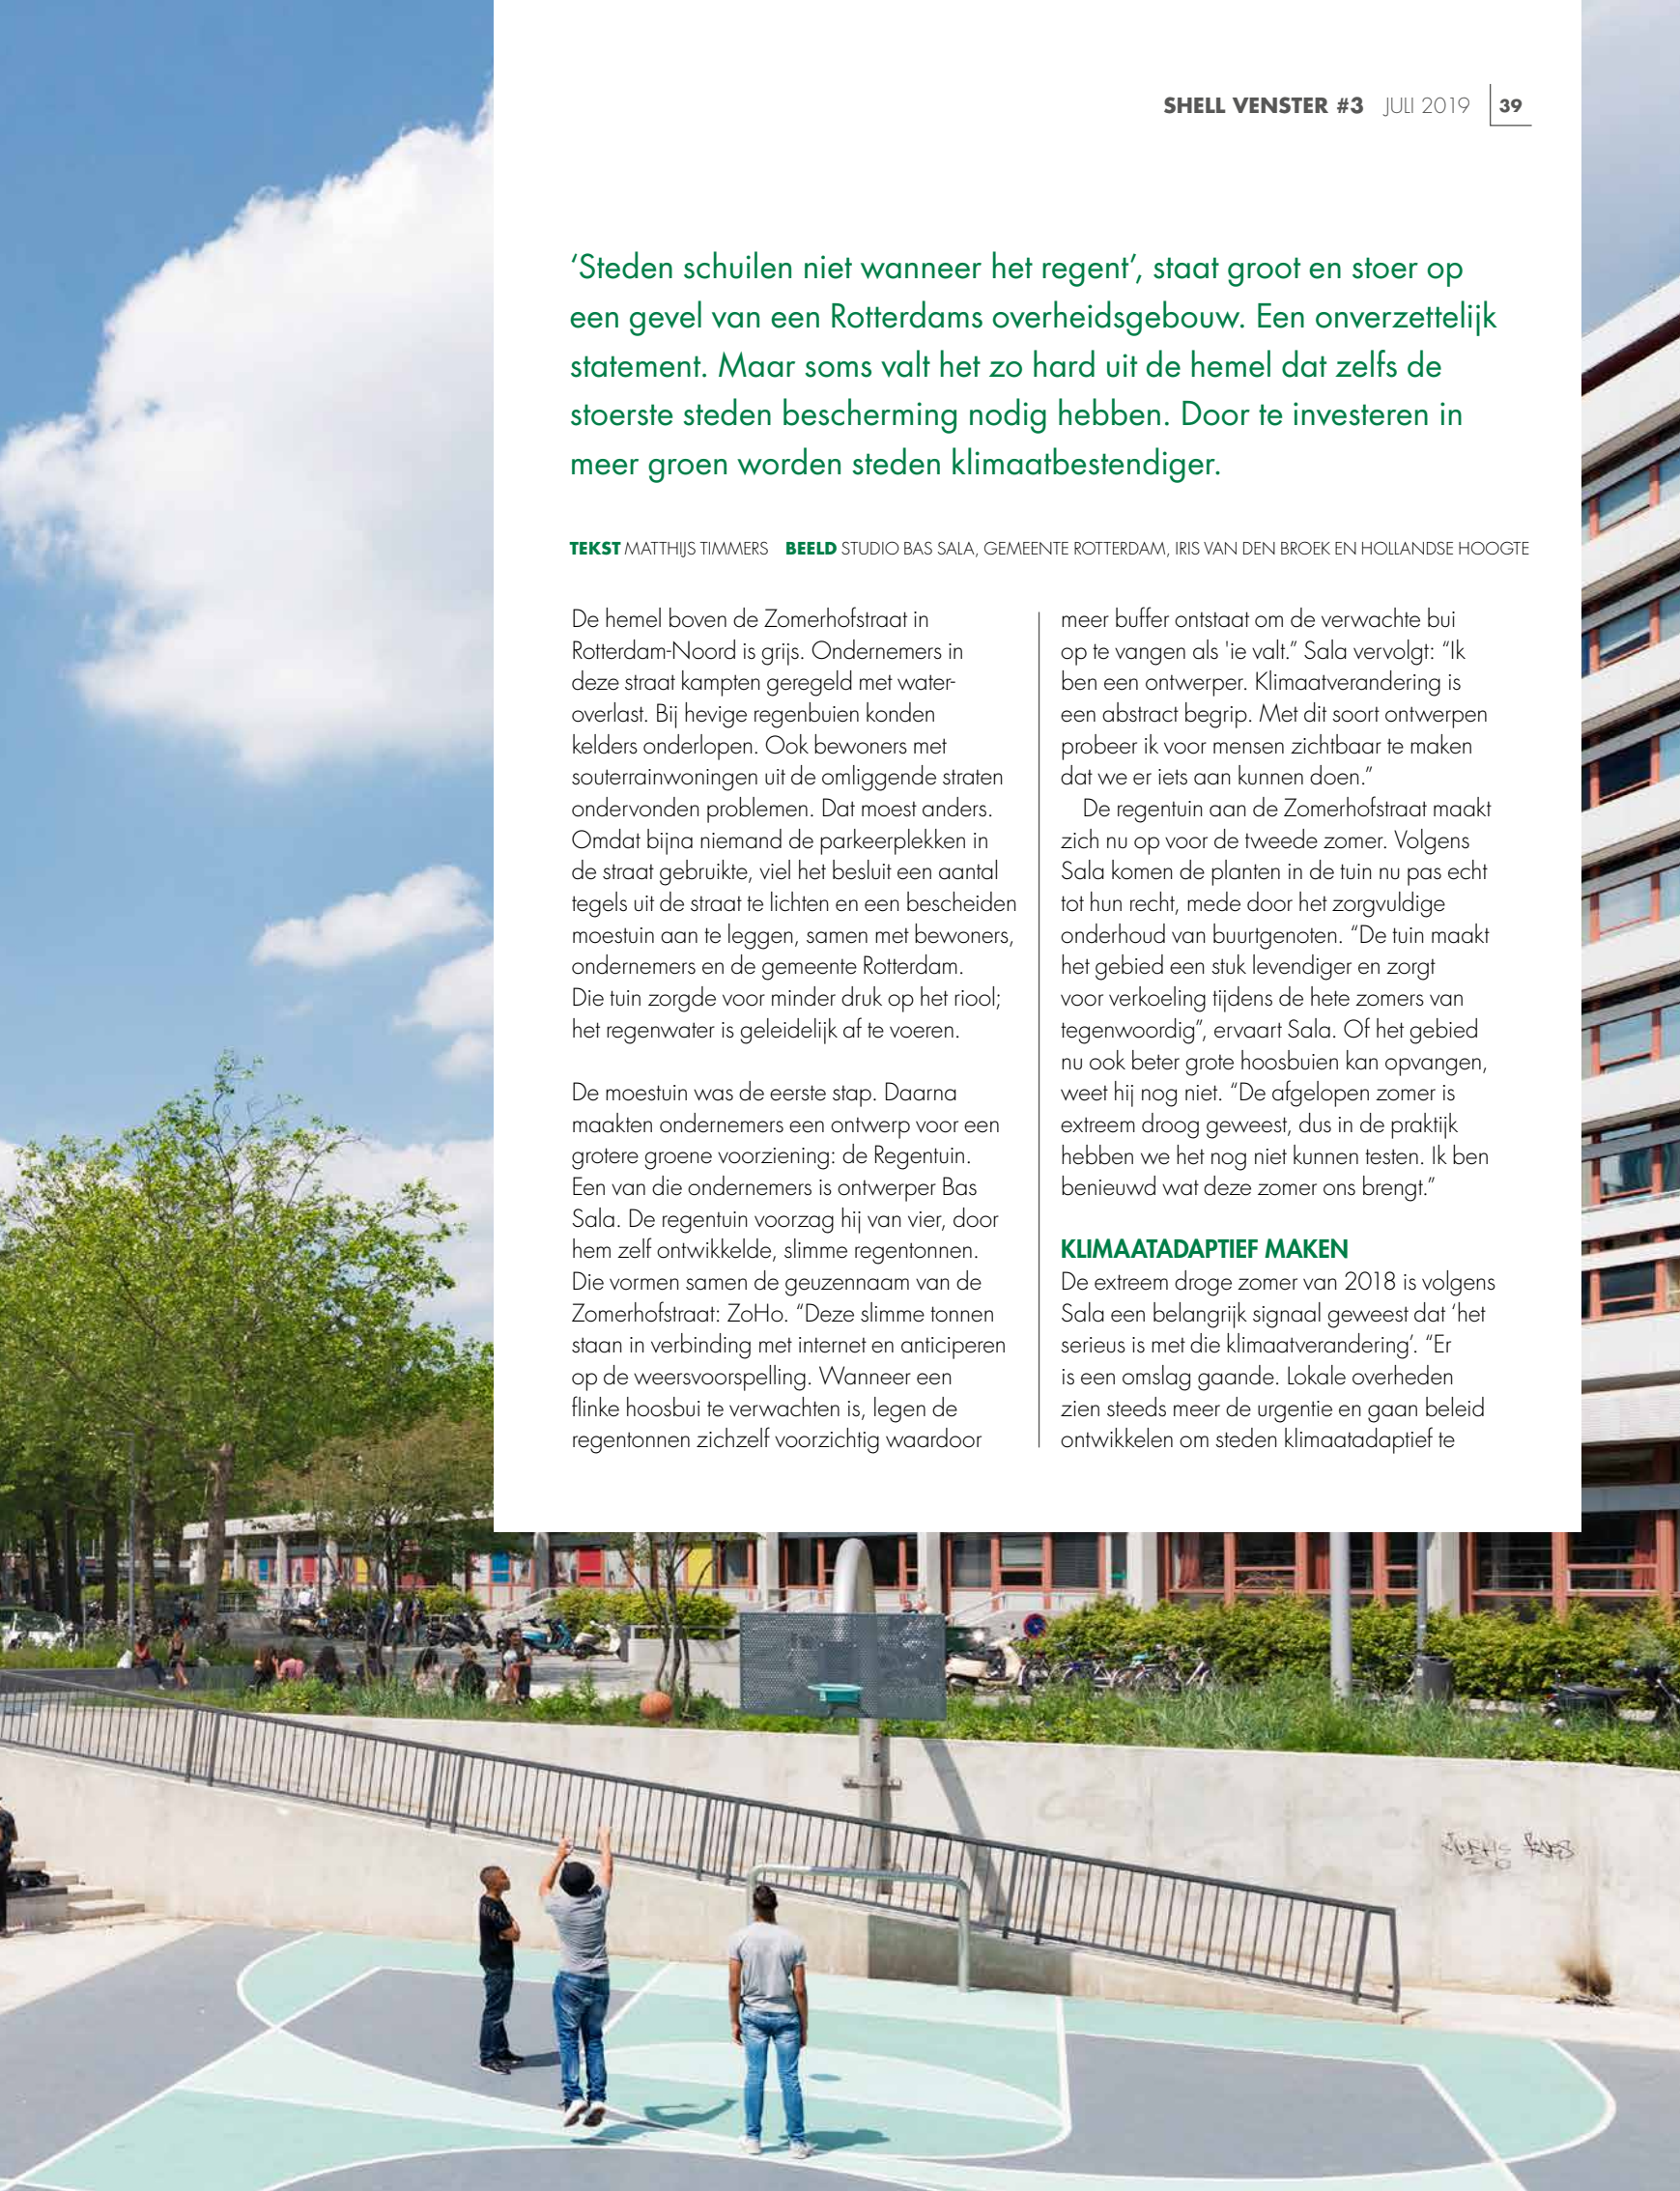 SHELL VENSTER #3 JULI 2019 39
‘Steden schuilen niet wanneer het regent’, staat groot en stoer op
een gevel van een Rotterdams overheidsgebouw. Een onverzettelijk
statement. Maar soms valt het zo hard uit de hemel dat zelfs de
stoerste steden bescherming nodig hebben. Door te investeren in
meer groen worden steden klimaatbestendiger.
TEKST MATTHIJS TIMMERS BEELD STUDIO BAS SALA, GEMEENTE ROTTERDAM, IRIS VAN DEN BROEK EN HOLLANDSE HOOGTE
De hemel boven de Zomerhofstraat in
Rotterdam-Noord is grijs. Ondernemers in
deze straat kampten geregeld met water-
overlast. Bij hevige regenbuien konden
kelders onderlopen. Ook bewoners met
souterrainwoningen uit de omliggende straten
ondervonden problemen. Dat moest anders.
Omdat bijna niemand de parkeerplekken in
de straat gebruikte, viel het besluit een aantal
tegels uit de straat te lichten en een bescheiden
moestuin aan te leggen, samen met bewoners,
ondernemers en de gemeente Rotterdam.
Die tuin zorgde voor minder druk op het riool;
het regenwater is geleidelijk af te voeren.
De moestuin was de eerste stap. Daarna
maakten ondernemers een ontwerp voor een
grotere groene voorziening: de Regentuin.
Een van die ondernemers is ontwerper Bas
Sala. De regentuin voorzag hij van vier, door
hem zelf ontwikkelde, slimme regentonnen.
Die vormen samen de geuzennaam van de
Zomerhofstraat: ZoHo. “Deze slimme tonnen
staan in verbinding met internet en anticiperen
op de weersvoorspelling. Wanneer een
flinke hoosbui te verwachten is, legen de
regentonnen zichzelf voorzichtig waardoor
meer buffer ontstaat om de verwachte bui
op te vangen als 'ie valt.” Sala vervolgt: “Ik
ben een ontwerper. Klimaatverandering is
een abstract begrip. Met dit soort ontwerpen
probeer ik voor mensen zichtbaar te maken
dat we er iets aan kunnen doen.”
De regentuin aan de Zomerhofstraat maakt
zich nu op voor de tweede zomer. Volgens
Sala komen de planten in de tuin nu pas echt
tot hun recht, mede door het zorgvuldige
onderhoud van buurtgenoten. “De tuin maakt
het gebied een stuk levendiger en zorgt
voor verkoeling tijdens de hete zomers van
tegenwoordig”, ervaart Sala. Of het gebied
nu ook beter grote hoosbuien kan opvangen,
weet hij nog niet. “De afgelopen zomer is
extreem droog geweest, dus in de praktijk
hebben we het nog niet kunnen testen. Ik ben
benieuwd wat deze zomer ons brengt.”
KLIMAATADAPTIEF MAKEN
De extreem droge zomer van 2018 is volgens
Sala een belangrijk signaal geweest dat ‘het
serieus is met die klimaatverandering’. “Er
is een omslag gaande. Lokale overheden
zien steeds meer de urgentie en gaan beleid
ontwikkelen om steden klimaatadaptief te